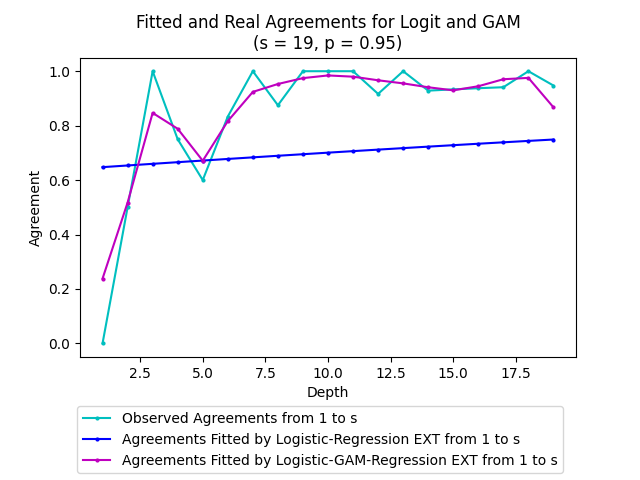 Fitted and Real Agreements for Logit and GAM
(s = 19, p = 0.95)
1.0
0.8
0.6
0.4
0.2
0.0
Agreement
2.5 5.0 7.5 10.0 12.5 15.0 17.5
Depth
Observed Agreements from 1 to s
Agreements Fitted by Logistic-Regression EXT from 1 to s
Agreements Fitted by Logistic-GAM-Regression EXT from 1 to s